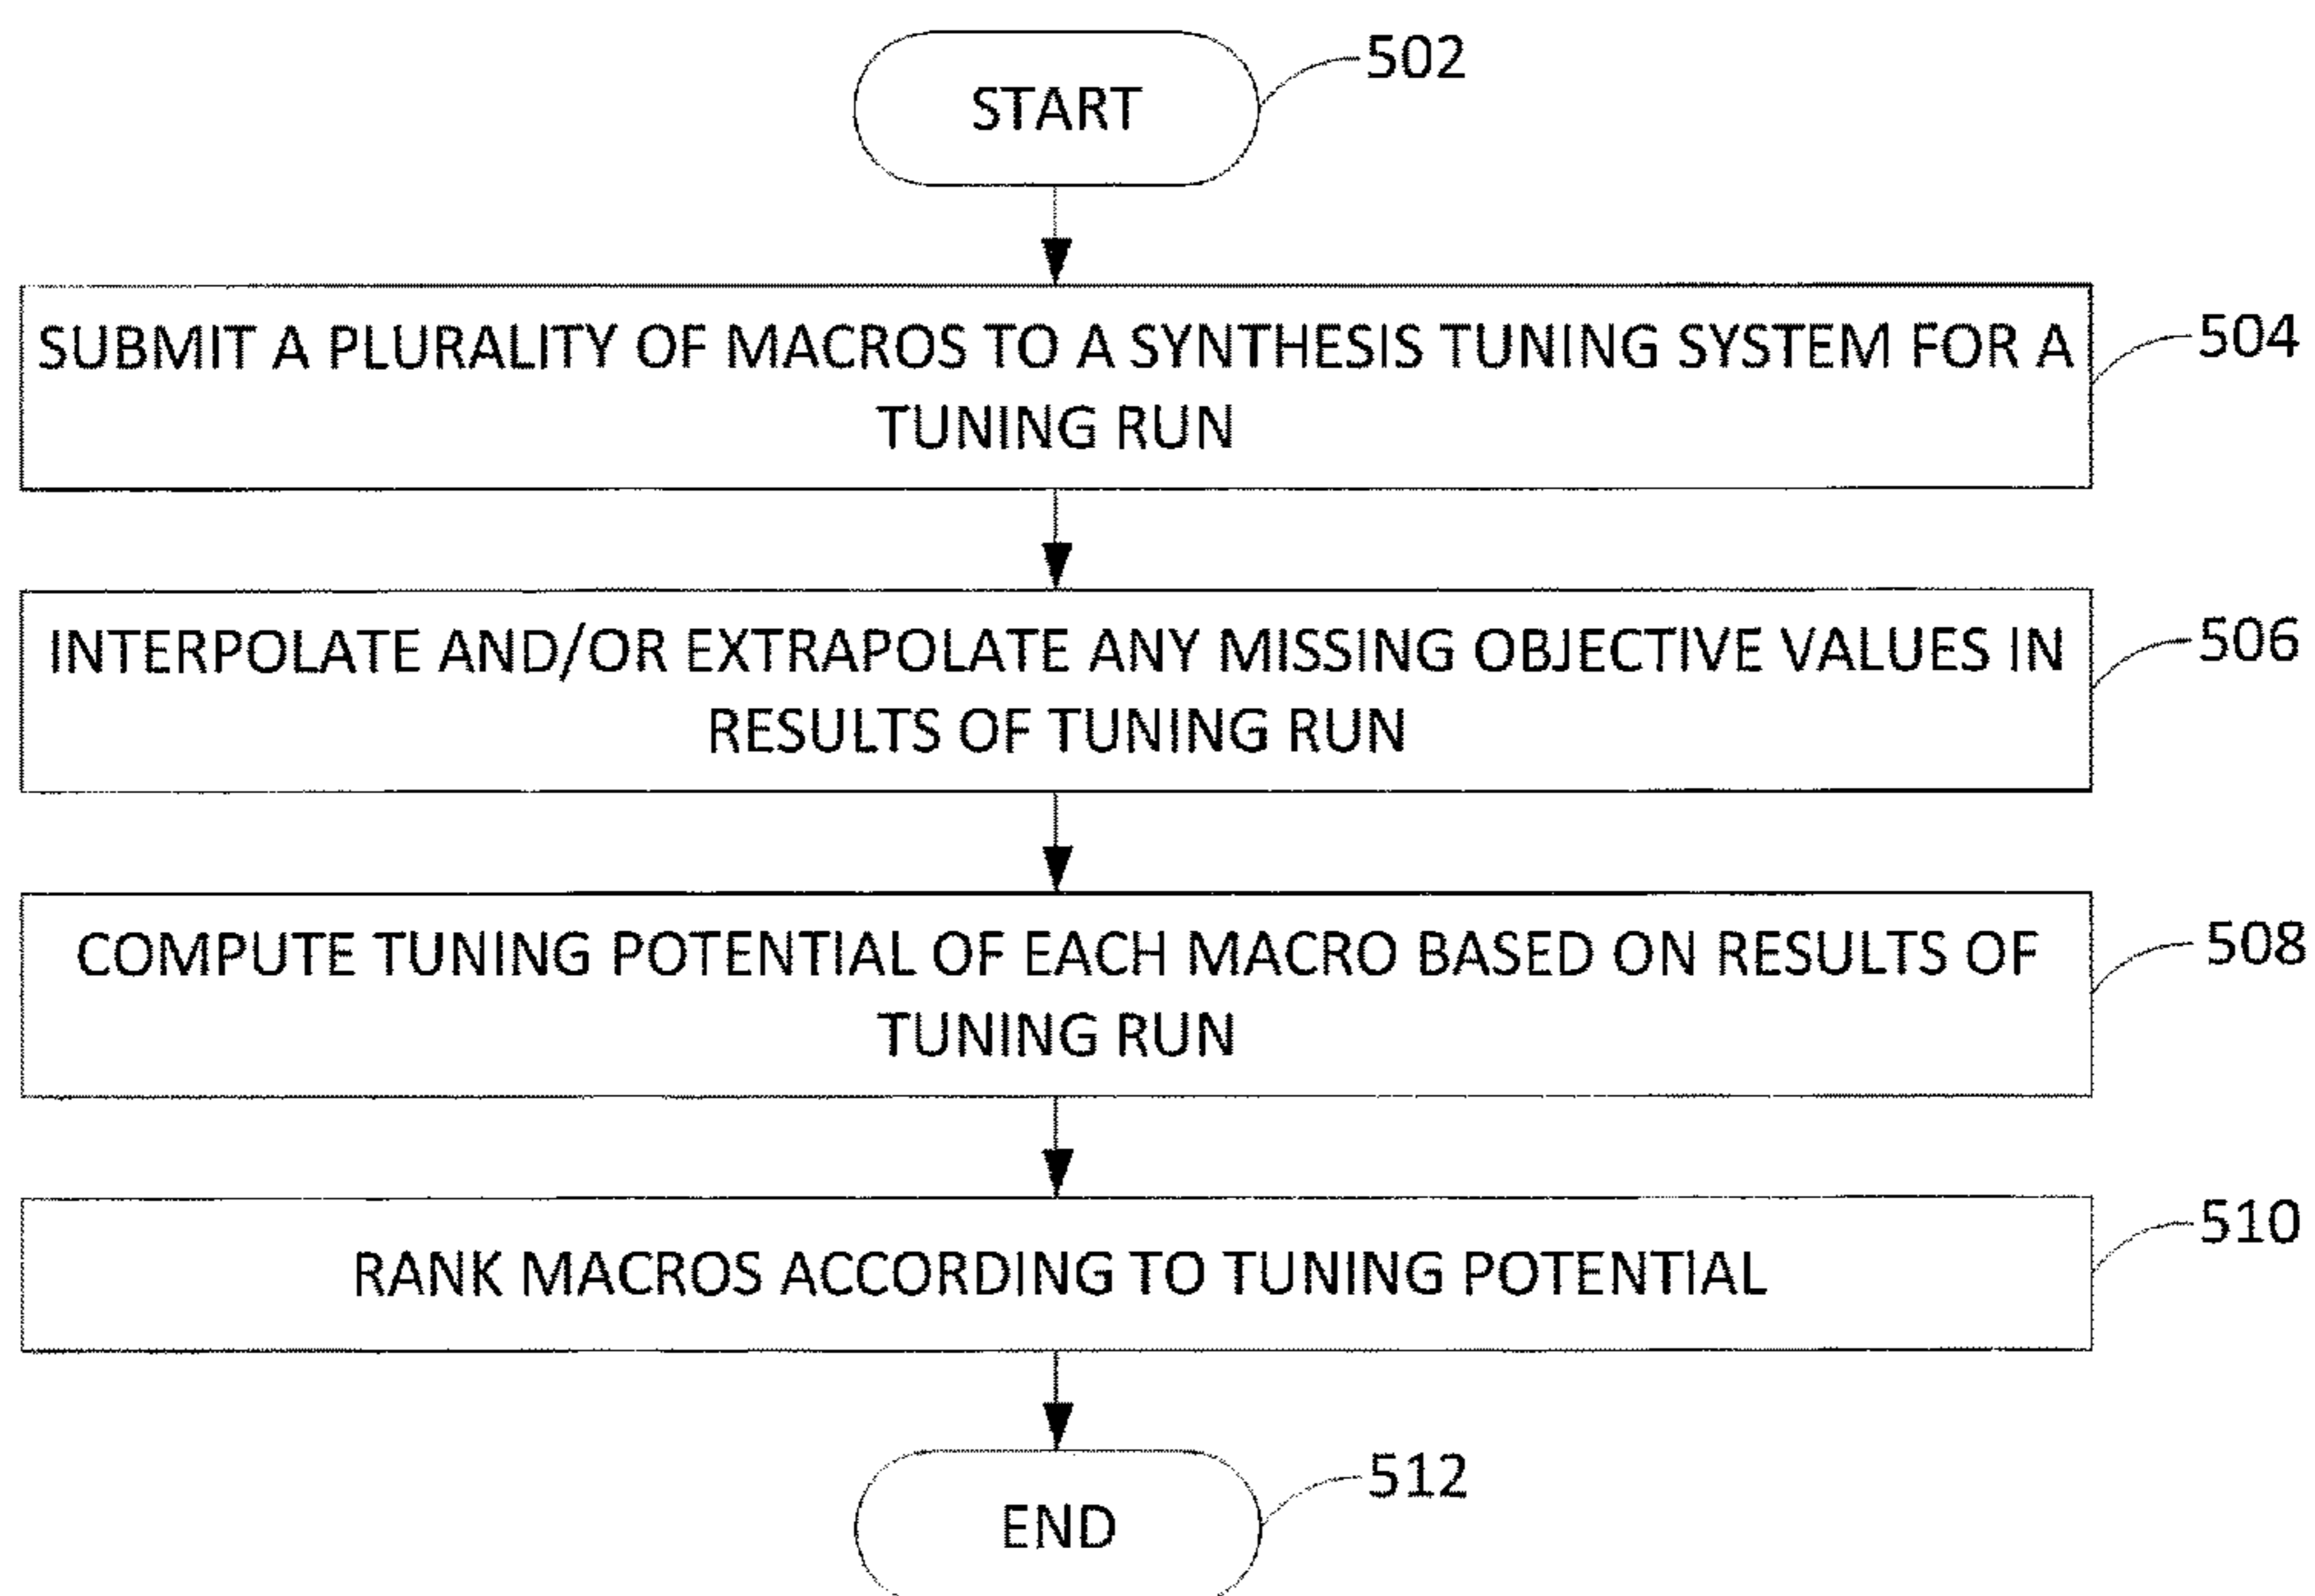 START
502
SUBMIT A PLURALITY OF MACROS TO A SYNTHESIS TUNING SYSTEM FOR A
TUNING RUN
504
INTERPOLATE AND/OR EXTRAPOLATE ANY MISSING OBJECTIVE VALUES IN
RESULTS OF TUNING RUN
506
COMPUTE TUNING POTENTIAL OF EACH MACRO BASED ON RESULTS OF
TUNING RUN
508
RANK MACROS ACCORDING TO TUNING POTENTIAL
510
END
512